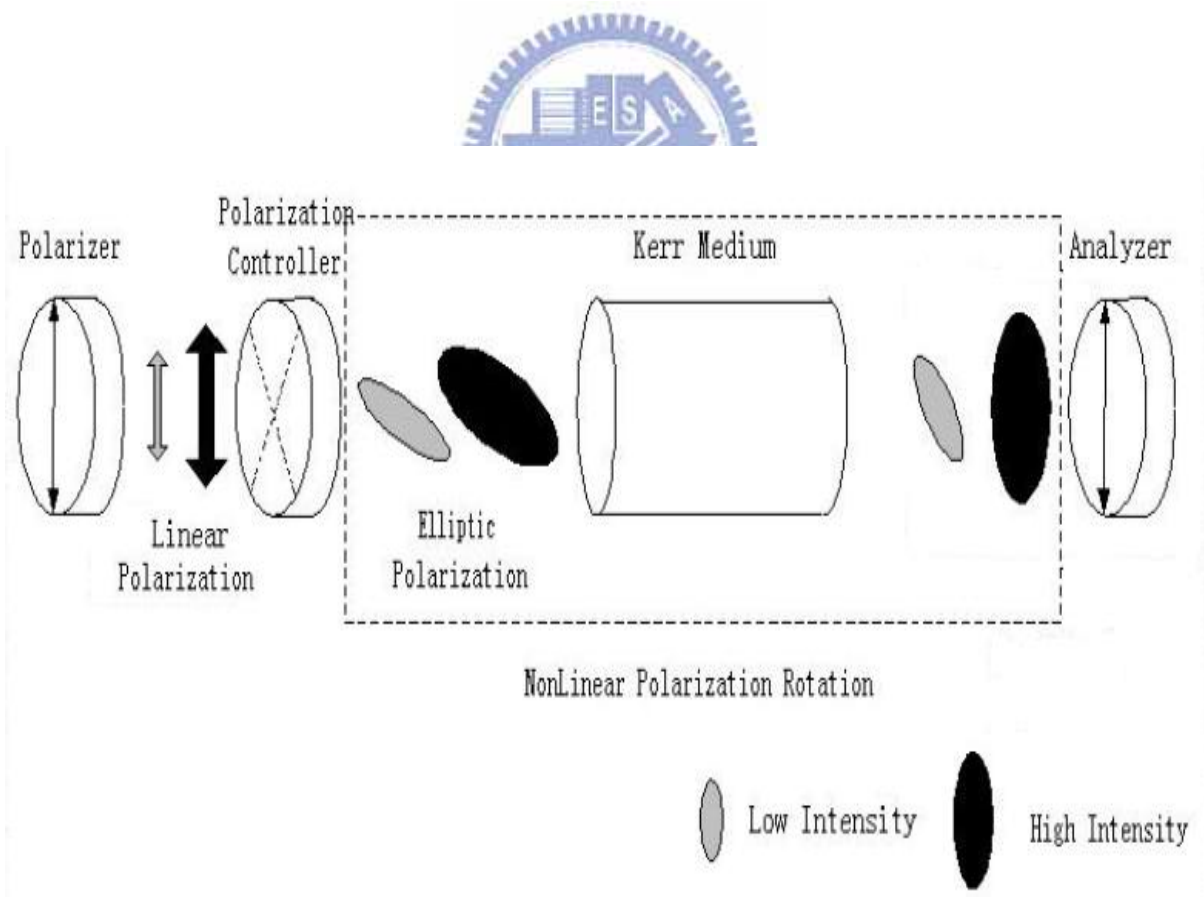 E S A
Polarizer
Polarization
Controller
Kerr Medium
Analyzer
Linear
Polarization
Elliptic
Polarization
NonLinear Polarization Rotation
Low Intensity
High Intensity